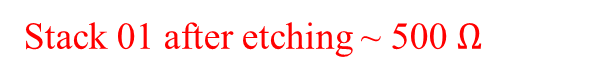 Stack 01 after etching ~ 500 Ω